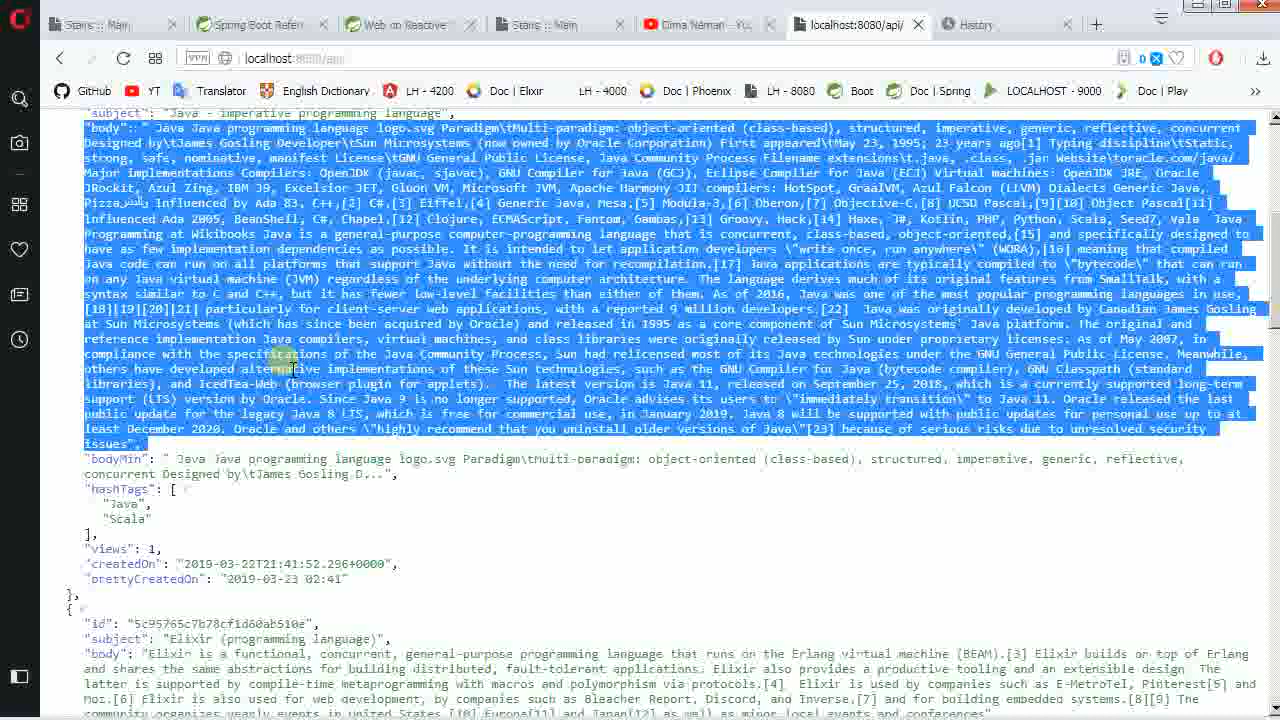 Stans :: Main
Spring Boot Refer
Web on Reactive
Stans :: Main
Dima Naman - Yo
localhost:8080/api/
History
VPN
localhost:8080/api
0
GitHub
YT
Translator
English Dictionary
LH - 4200
Doc | Elixir
LH - 4000
Doc | Phoenix
LH - 8080
Boot
Doc | Spring
LOCALHOST - 9000
Doc | Play
"subject": "Java - imperative programming language",
"body": " Java Java programming language logo.svg Paradigm\tMulti-paradigm: object-oriented (class-based), structured, imperative, generic, reflective, concurrent
Designed by\tJames Gosling Developer\tSun Microsystems (now owned by Oracle Corporation) First appeared\tMay 23, 1995; 23 years ago[1] Typing discipline\tStatic,
strong, safe, nominative, manifest License\tGNU General Public License, Java Community Process Filename extensions\t.java, .class, .jar Website\toracle.com/java/
Major implementations Compilers: OpenJDK (javac, sjavac), GNU Compiler for Java (GCJ), Eclipse Compiler for Java (ECJ) Virtual machines: OpenJDK JRE, Oracle
JRockit, Azul Zing, IBM J9, Excelsior JET, Gluon VM, Microsoft JVM, Apache Harmony JIT compilers: HotSpot, GraalVM, Azul Falcon (LLVM) Dialects Generic Java,
Pizza Influenced by Ada 83, C++,[2] C#,[3] Eiffel,[4] Generic Java, Mesa,[5] Modula-3,[6] Oberon,[7] Objective-C,[8] UCSD Pascal,[9][10] Object Pascal[11]
Influenced Ada 2005, BeanShell, C#, Chapel,[12] Clojure, ECMAScript, Fantom, Gambas,[13] Groovy, Hack,[14] Haxe, J#, Kotlin, PHP, Python, Scala, Seed7, Vala Java
Programming at Wikibooks Java is a general-purpose computer-programming language that is concurrent, class-based, object-oriented,[15] and specifically designed to
have as few implementation dependencies as possible. It is intended to let application developers \"write once, run anywhere\" (WORA),[16] meaning that compiled
Java code can run on all platforms that support Java without the need for recompilation.[17] Java applications are typically compiled to \"bytecode\" that can run
on any Java virtual machine (JVM) regardless of the underlying computer architecture. The language derives much of its original features from SmallTalk, with a
syntax similar to C and C++, but it has fewer low-level facilities than either of them. As of 2016, Java was one of the most popular programming languages in use,
[18][19][20][21] particularly for client-server web applications, with a reported 9 million developers.[22] Java was originally developed by Canadian James Gosling
at Sun Microsystems (which has since been acquired by Oracle) and released in 1995 as a core component of Sun Microsystems' Java platform. The original and
reference implementation Java compilers, virtual machines, and class libraries were originally released by Sun under proprietary licenses. As of May 2007, in
compliance with the specifications of the Java Community Process, Sun had relicensed most of its Java technologies under the GNU General Public License. Meanwhile,
others have developed alternative implementations of these Sun technologies, such as the GNU Compiler for Java (bytecode compiler), GNU Classpath (standard
libraries), and IcedTea-Web (browser plugin for applets). The latest version is Java 11, released on September 25, 2018, which is a currently supported long-term
support (LTS) version by Oracle. Since Java 9 is no longer supported, Oracle advises its users to \"immediately transition\" to Java 11. Oracle released the last
public update for the legacy Java 8 LTS, which is free for commercial use, in January 2019. Java 8 will be supported with public updates for personal use up to at
least December 2020. Oracle and others \"highly recommend that you uninstall older versions of Java\"[23] because of serious risks due to unresolved security
issues",
"bodyMin": " Java Java programming language logo.svg Paradigm\tMulti-paradigm: object-oriented (class-based), structured, imperative, generic, reflective,
concurrent Designed by\tJames Gosling D...",
"hashTags": [
"Java",
"Scala"
],
"views": 1,
"createdOn": "2019-03-22T21:41:52.296+0000",
"prettyCreatedOn": "2019-03-23 02:41"
},
{
"id": "5c95765c7b78cf1d60ab510e",
"subject": "Elixir (programming language)",
"body": "Elixir is a functional, concurrent, general-purpose programming language that runs on the Erlang virtual machine (BEAM).[3] Elixir builds on top of Erlang
and shares the same abstractions for building distributed, fault-tolerant applications. Elixir also provides a productive tooling and an extensible design. The
latter is supported by compile-time metaprogramming with macros and polymorphism via protocols.[4] Elixir is used by companies such as E-MetroTel, Pinterest[5] and
Moz.[6] Elixir is also used for web development, by companies such as Bleacher Report, Discord, and Inverse,[7] and for building embedded systems.[8][9] The
community organizes yearly events in United States,[10] Europe[11] and Japan[12] as well as minor local events and conferences"